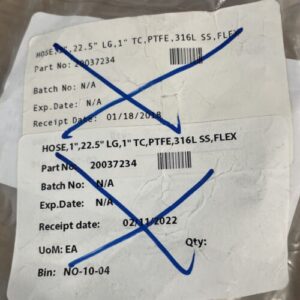 HOSE,1",22.5" LG,1" TC,PTFE,316L SS,FLEX
Part No: 20037234
Batch No: N/A
Exp.Date: N/A
Receipt Date: 01/18/2018
HOSE,1",22.5" LG,1" TC,PTFE,316L SS,FLEX
Part No: 20037234
Batch No: N/A
Exp.Date: N/A
Receipt date: 02/11/2022
UoM: EA Qty:
Bin: NO-10-04